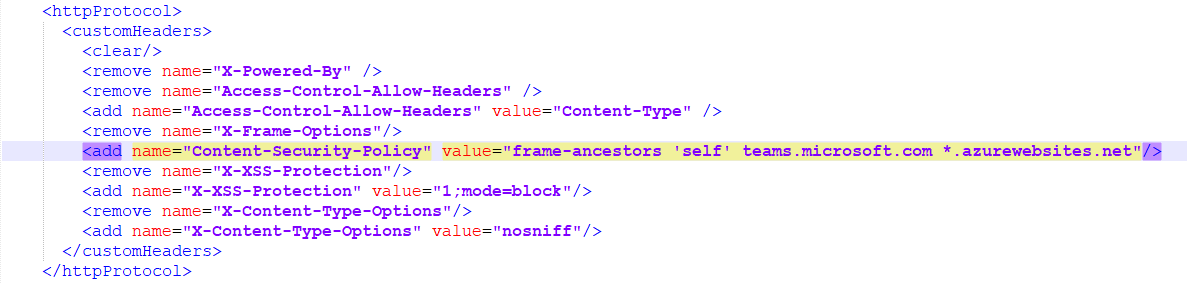 <httpProtocol>
<customHeaders>
<clear/>
<remove name="X-Powered-By" />
<remove name="Access-Control-Allow-Headers" />
<add name="Access-Control-Allow-Headers" value="Content-Type" />
<remove name="X-Frame-Options"/>
<add name="Content-Security-Policy" value="frame-ancestors 'self' teams.microsoft.com *.azurewebsites.net"/>
<remove name="X-XSS-Protection"/>
<add name="X-XSS-Protection" value="1;mode=block"/>
<remove name="X-Content-Type-Options"/>
<add name="X-Content-Type-Options" value="nosniff"/>
</customHeaders>
</httpProtocol>